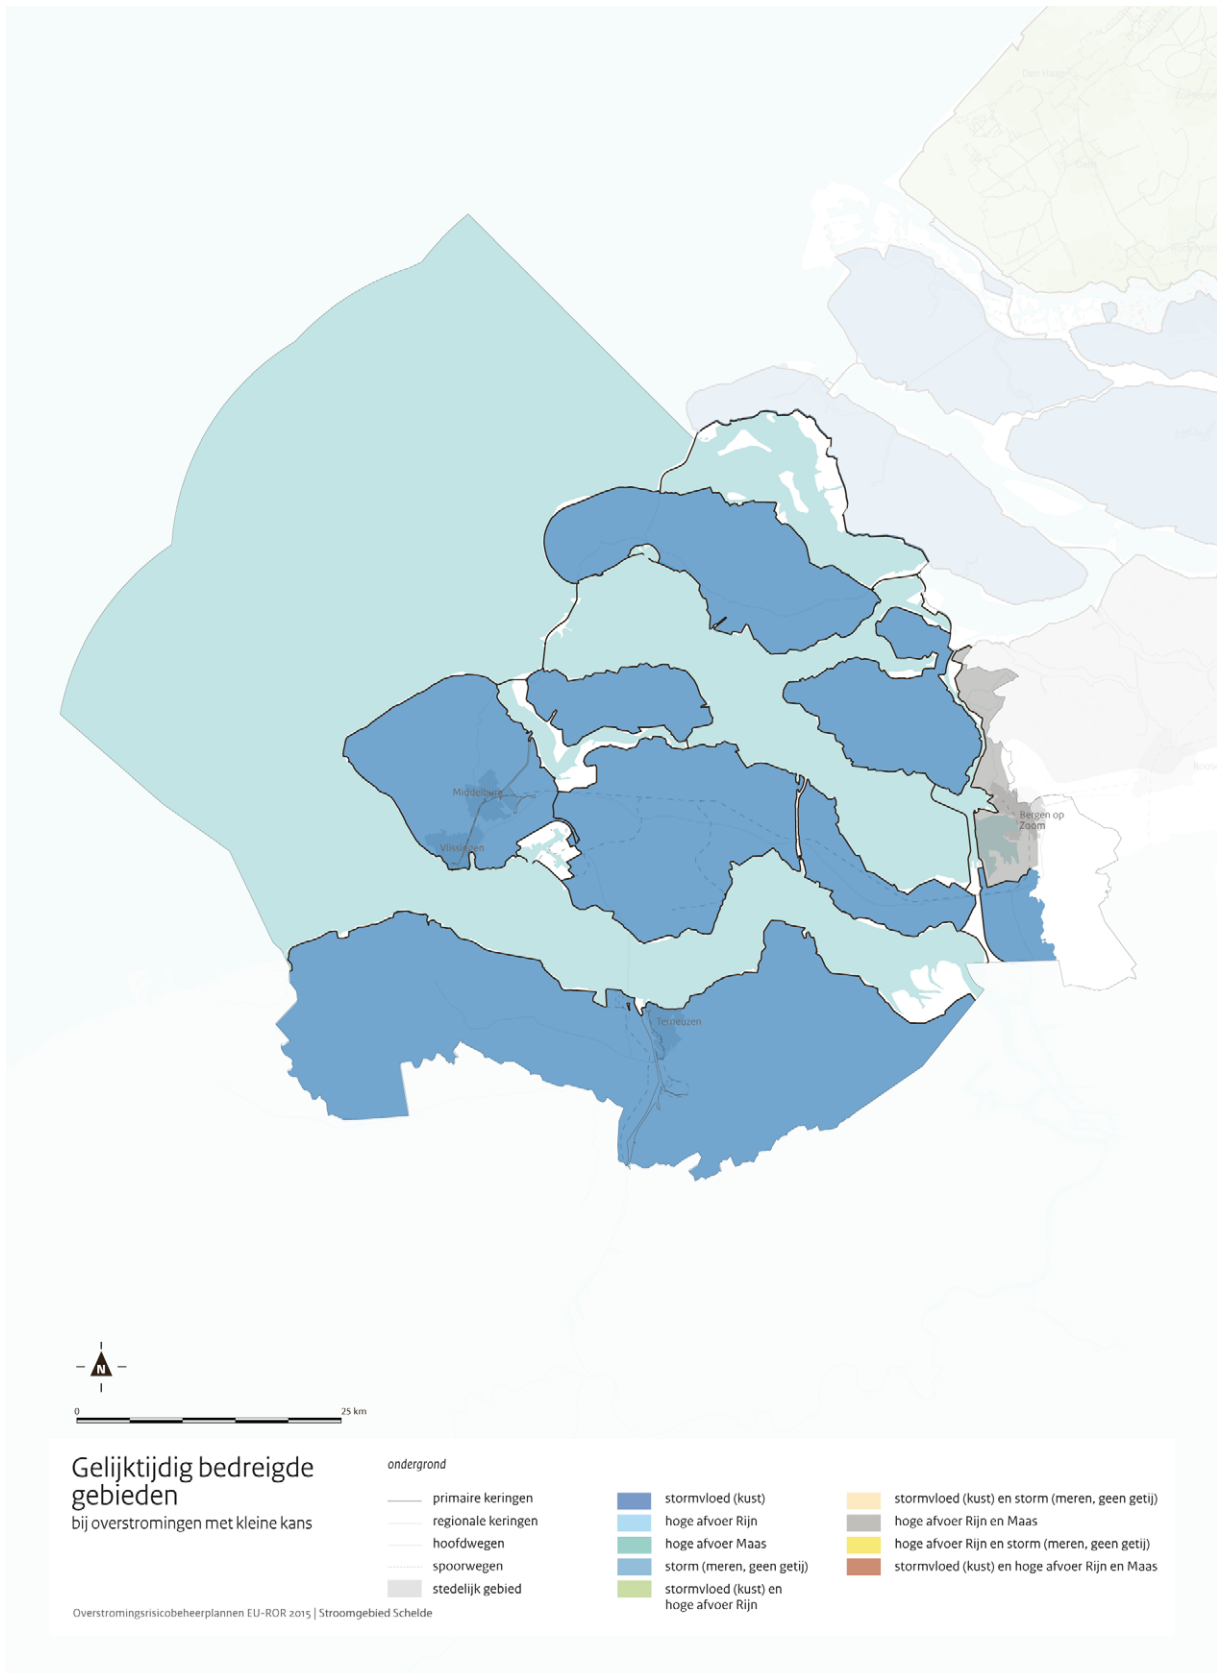 Den Haag
Delft
Middelburg
Vlissingen
Bergen op
Zoom
Terneuzen
N
0
25 km
Gelijktijdig bedreigde
gebieden
bij overstromingen met kleine kans
ondergrond
primaire keringen
regionale keringen
hoofdwegen
spoorwegen
stedelijk gebied
stormvloed (kust)
hoge afvoer Rijn
hoge afvoer Maas
storm (meren, geen getij)
stormvloed (kust) en
hoge afvoer Rijn
stormvloed (kust) en storm (meren, geen getij)
hoge afvoer Rijn en Maas
hoge afvoer Rijn en storm (meren, geen getij)
stormvloed (kust) en hoge afvoer Rijn en Maas
Overstromingsrisicobeheerplannen EU-ROR 2015 | Stroomgebied Schelde